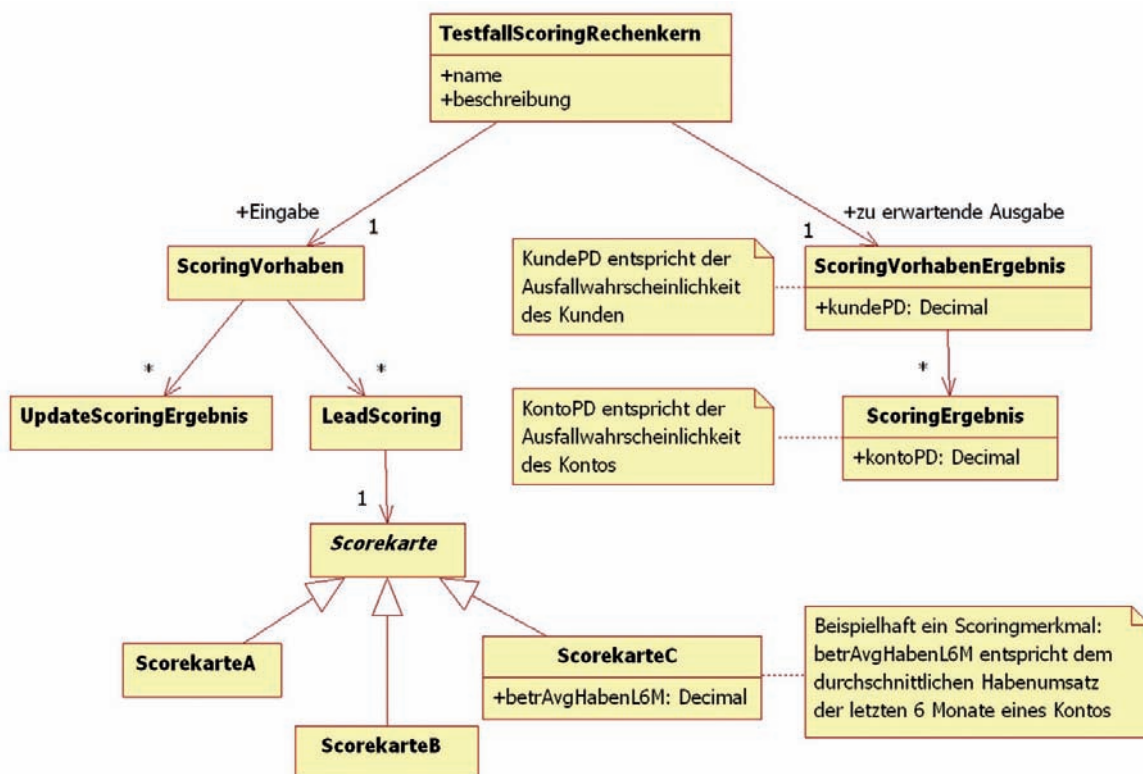 TestfallScoringRechenkern
+name
+beschreibung
+Eingabe
1
+zu erwartende Ausgabe
1
ScoringVorhaben
KundePD entspricht der
Ausfallwahrscheinlichkeit
des Kunden
ScoringVorhabenErgebnis
+kundePD: Decimal
*
*
*
UpdateScoringErgebnis
LeadScoring
KontoPD entspricht der
Ausfallwahrscheinlichkeit
des Kontos
ScoringErgebnis
+kontoPD: Decimal
1
Scorekarte
ScorekarteA
ScorekarteB
ScorekarteC
+betrAvgHabenL6M: Decimal
Beispielhaft ein Scoringmerkmal:
betrAvgHabenL6M entspricht dem
durchschnittlichen Habenumsatz
der letzten 6 Monate eines Kontos